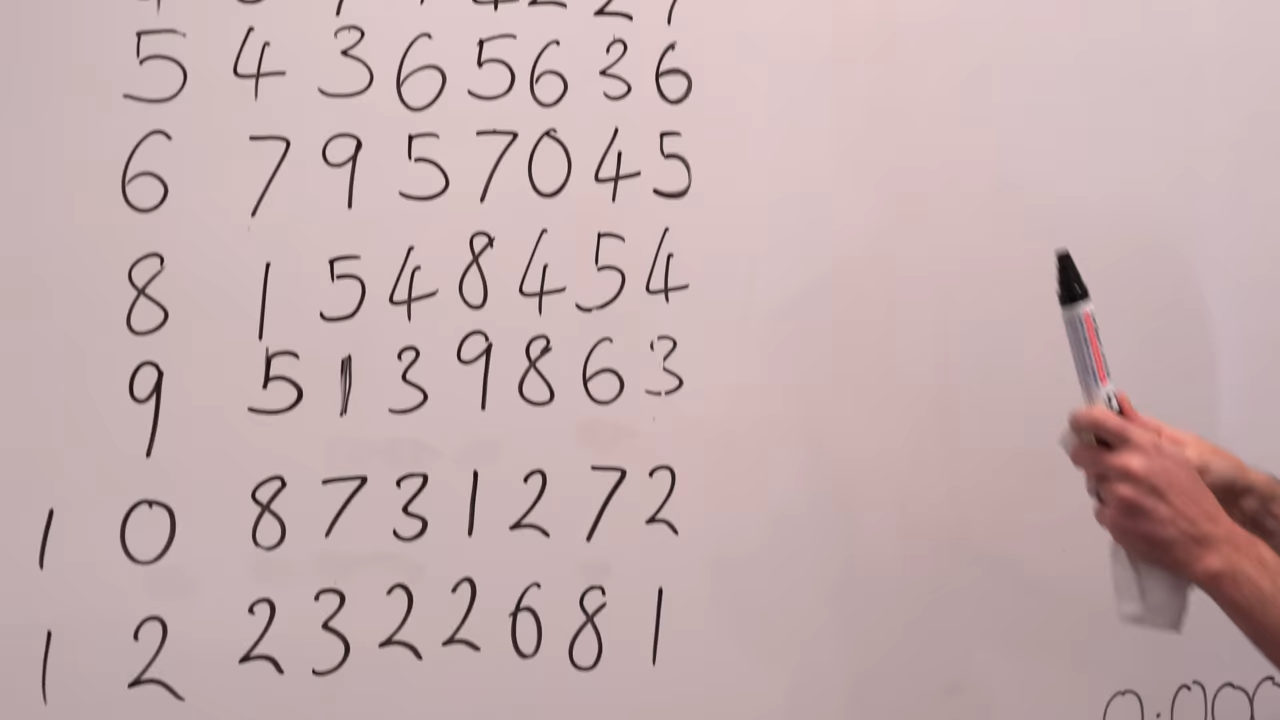 5 4 3 6 5 6 3 6
6 7 9 5 7 0 4 5
8 1 5 4 8 4 5 4
9 5 1 3 9 8 6 3
1 0 8 7 3 1 2 7 2
1 2 2 3 2 2 6 8 1
0.000